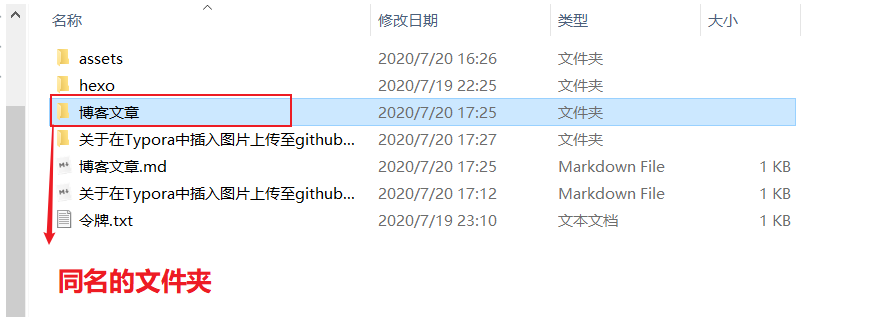 名称 修改日期 类型 大小
assets 2020/7/20 16:26 文件夹
hexo 2020/7/19 22:25 文件夹
博客文章 2020/7/20 17:25 文件夹
关于在Typora中插入图片上传至github... 2020/7/20 17:27 文件夹
博客文章.md 2020/7/20 17:25 Markdown File 1 KB
关于在Typora中插入图片上传至github... 2020/7/20 17:12 Markdown File 1 KB
令牌.txt 2020/7/19 23:10 文本文档 1 KB
同名的文件夹